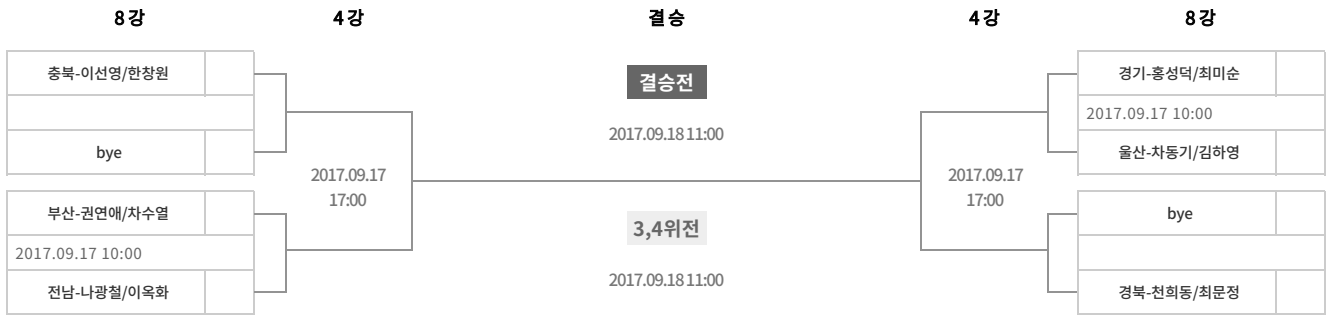 8강
4강
결승
4강
8강
충북-이선영/한창원
bye
부산-권연애/차수열
2017.09.17 10:00
전남-나광철/이옥화
2017.09.17
17:00
결승전
2017.09.18 11:00
3,4위전
2017.09.18 11:00
2017.09.17
17:00
경기-홍성덕/최미순
2017.09.17 10:00
울산-차동기/김하영
bye
경북-천희동/최문정